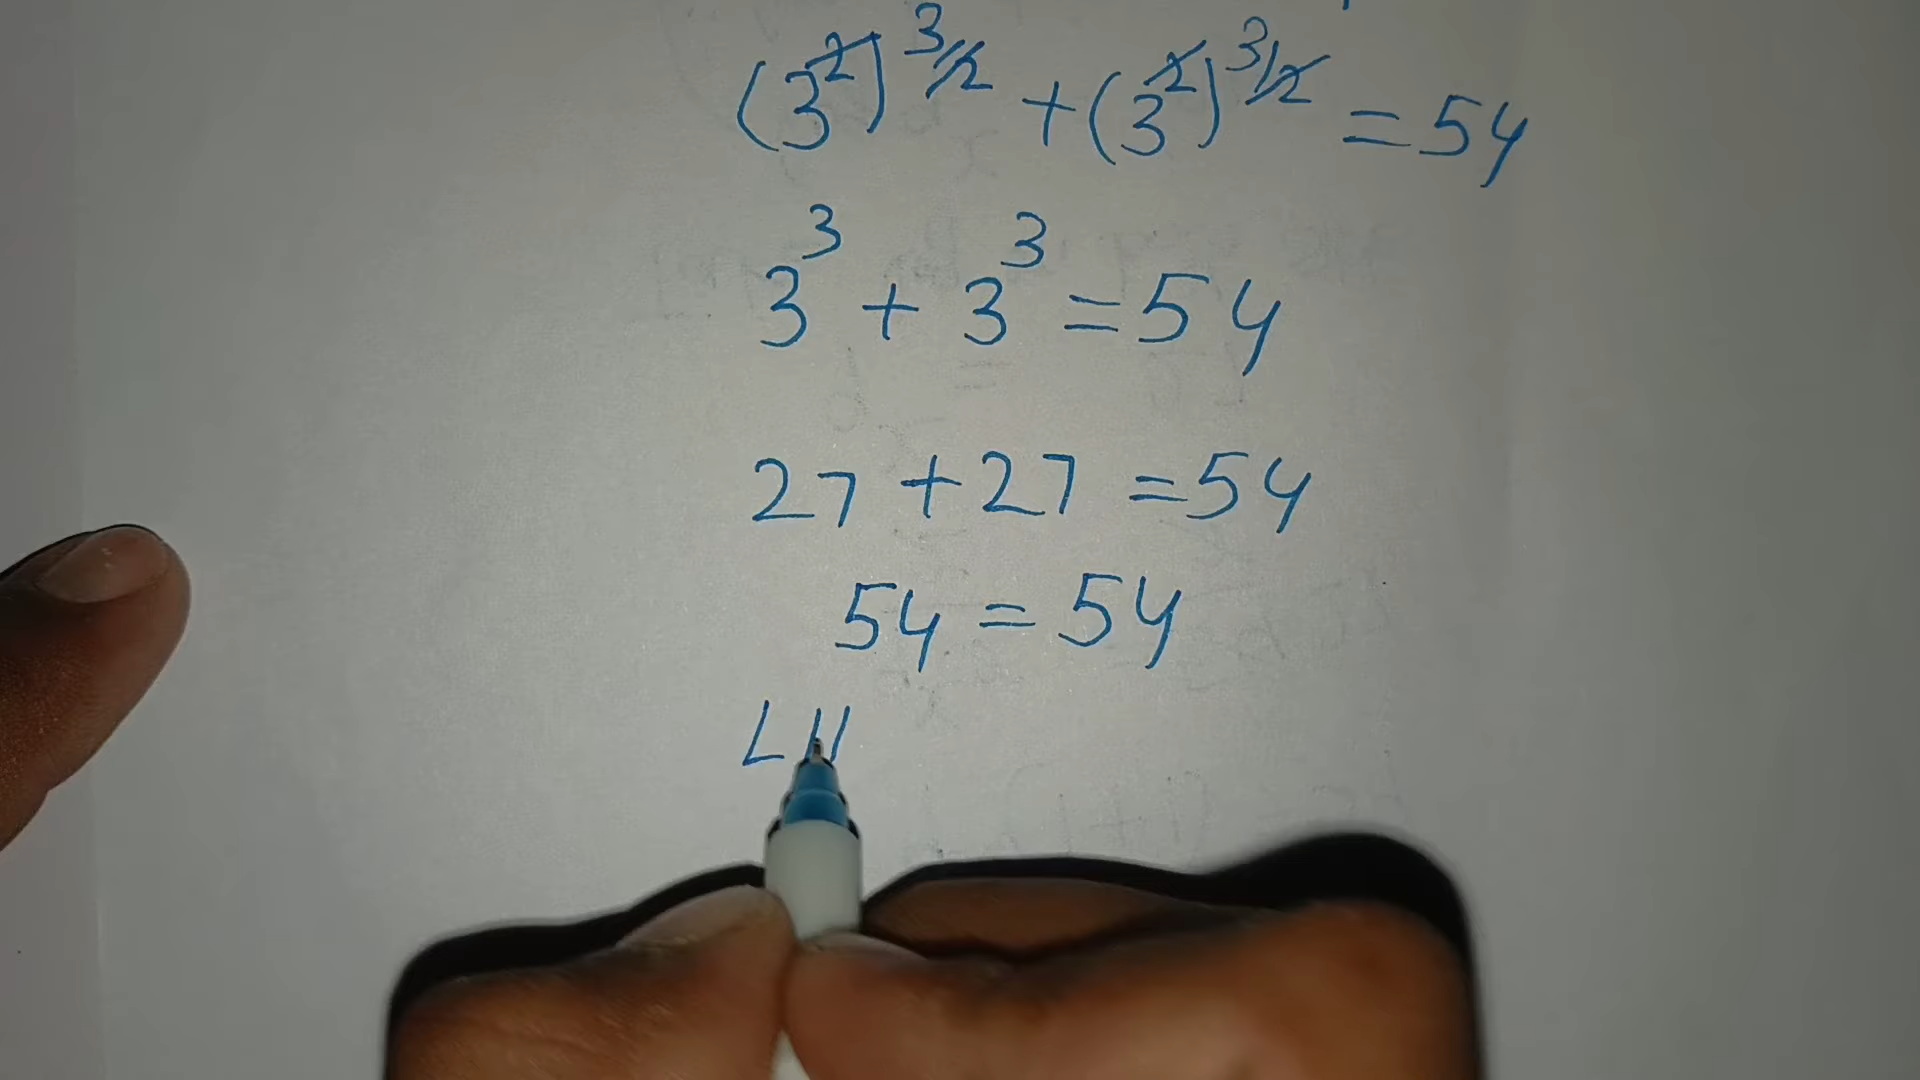 (3²)^3/2 + (3²)^3/2 = 54
3³ + 3³ = 54
27 + 27 = 54
54 = 54
LH